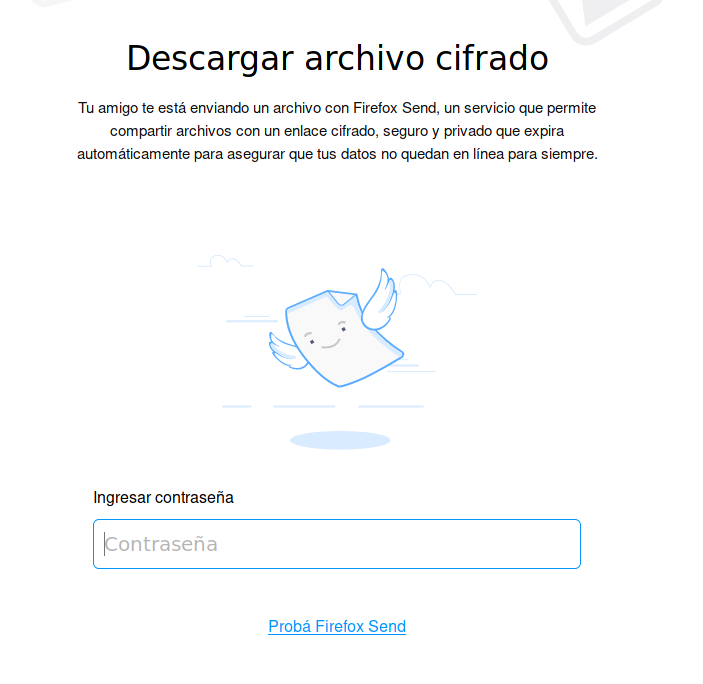 Descargar archivo cifrado
Tu amigo te está enviando un archivo con Firefox Send, un servicio que permite
compartir archivos con un enlace cifrado, seguro y privado que expira
automáticamente para asegurar que tus datos no quedan en línea para siempre.
Ingresar contraseña
Contraseña
Probá Firefox Send